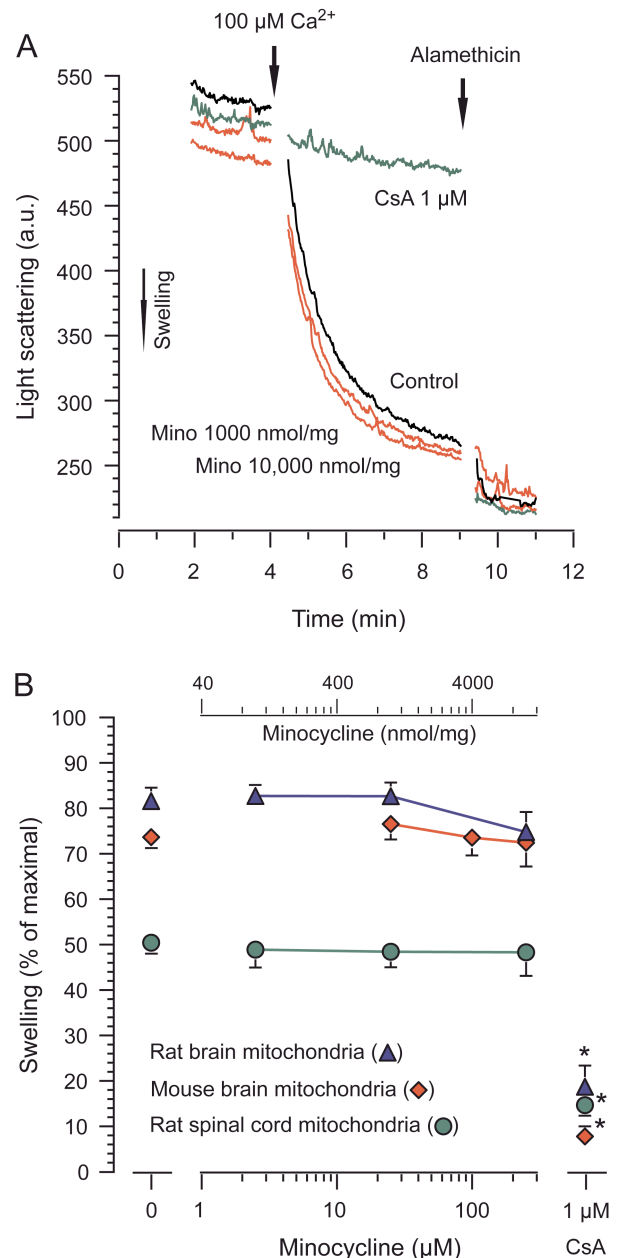 A
100 µM Ca2+
Alamethicin
550
500
450
400
350
300
250
Light scattering (a.u.)
Swelling
CsA 1 µM
Control
Mino 1000 nmol/mg
Mino 10,000 nmol/mg
0 2 4 6 8 10 12
Time (min)
B
40 400 4000
Minocycline (nmol/mg)
100
90
80
70
60
50
40
30
20
10
0
Swelling (% of maximal)
Rat brain mitochondria ( )
Mouse brain mitochondria ( )
Rat spinal cord mitochondria ( )
*
*
*
0 1 10 100 1 µM
Minocycline (µM) CsA